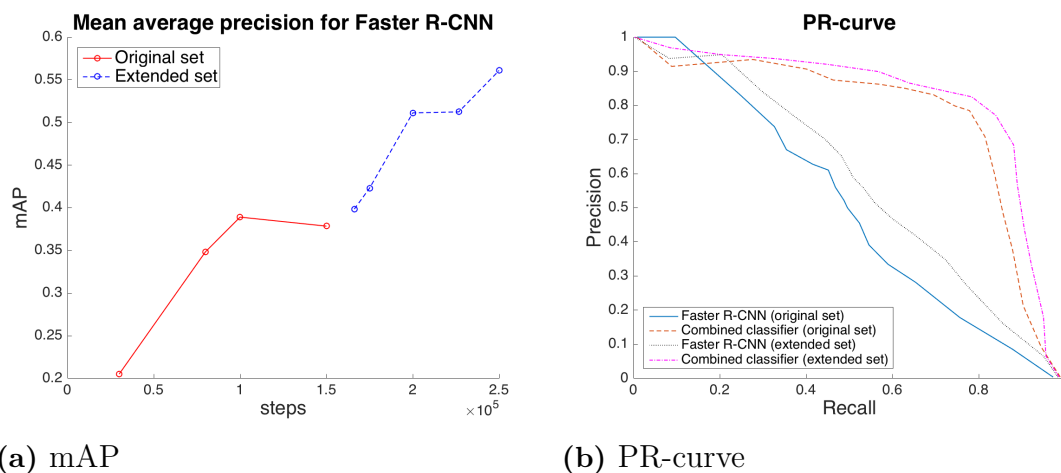 Mean average precision for Faster R-CNN
0.6
0.55
0.5
0.45
0.4
0.35
0.3
0.25
0.2
mAP
Original set
Extended set
0
0.5
1
1.5
2
2.5
steps
×10⁵
(a) mAP
PR-curve
1
0.9
0.8
0.7
0.6
0.5
0.4
0.3
0.2
0.1
0
Precision
Faster R-CNN (original set)
Combined classifier (original set)
Faster R-CNN (extended set)
Combined classifier (extended set)
0
0.2
0.4
0.6
0.8
Recall
(b) PR-curve